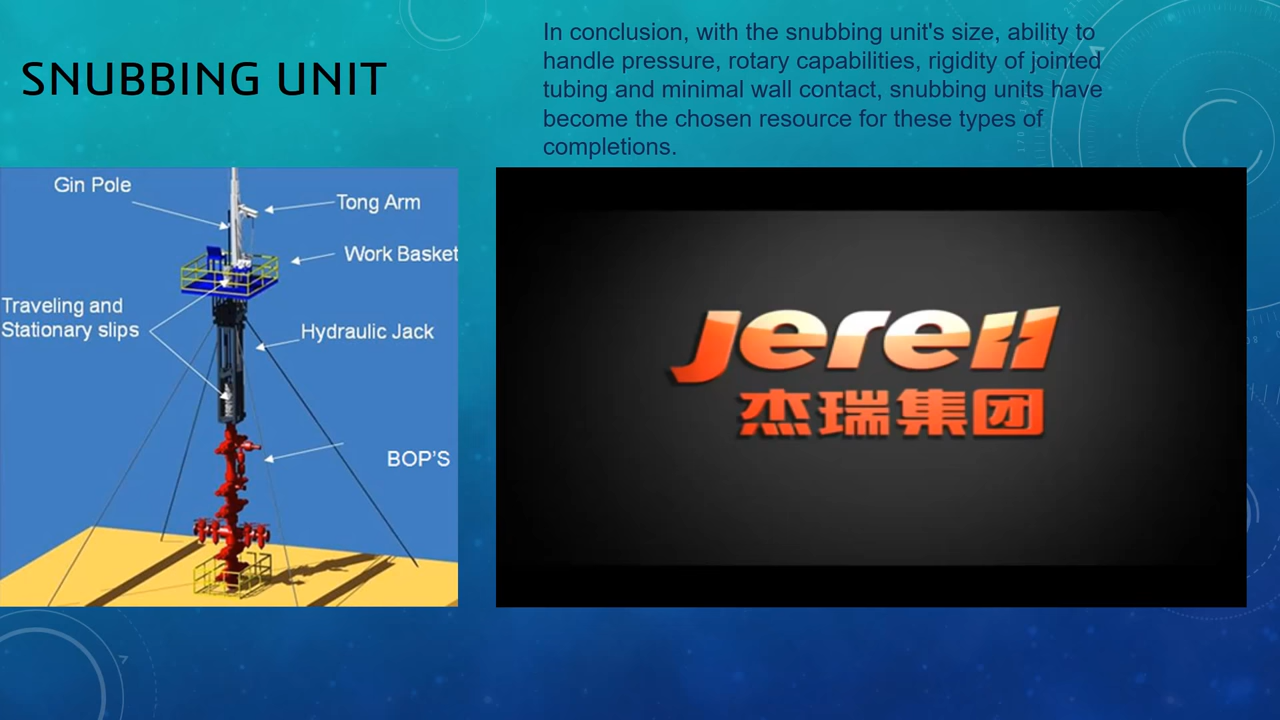 SNUBBING UNIT
In conclusion, with the snubbing unit's size, ability to
handle pressure, rotary capabilities, rigidity of jointed
tubing and minimal wall contact, snubbing units have
become the chosen resource for these types of
completions.
Gin Pole
Tong Arm
Work Basket
Traveling and
Stationary slips
Hydraulic Jack
BOP'S
Jereh
杰瑞集团